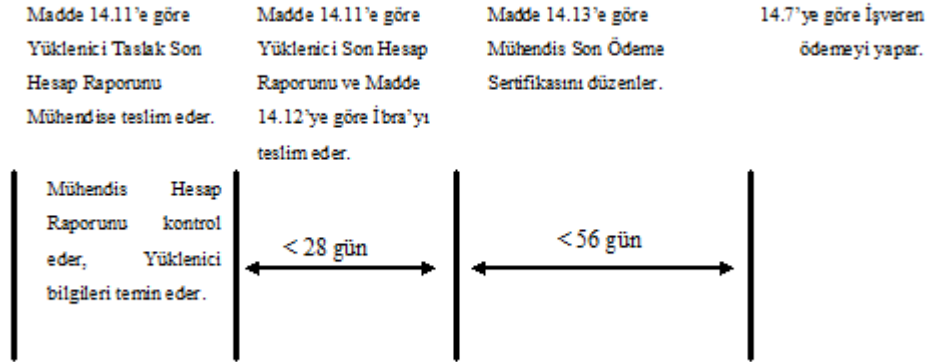 Madde 14.11’e göre
Yüklenici Taslak Son
Hesap Raporunu
Mühendise teslim eder.
Madde 14.11’e göre
Yüklenici Son Hesap
Raporunu ve Madde
14.12’ye göre İbra’yı
teslim eder.
Madde 14.13’e göre
Mühendis Son Ödeme
Sertifikasını düzenler.
14.7’ye göre İşveren
ödemeyi yapar.
Mühendis Hesap
Raporunu kontrol
eder, Yüklenici
bilgileri temin eder.
< 28 gün
< 56 gün